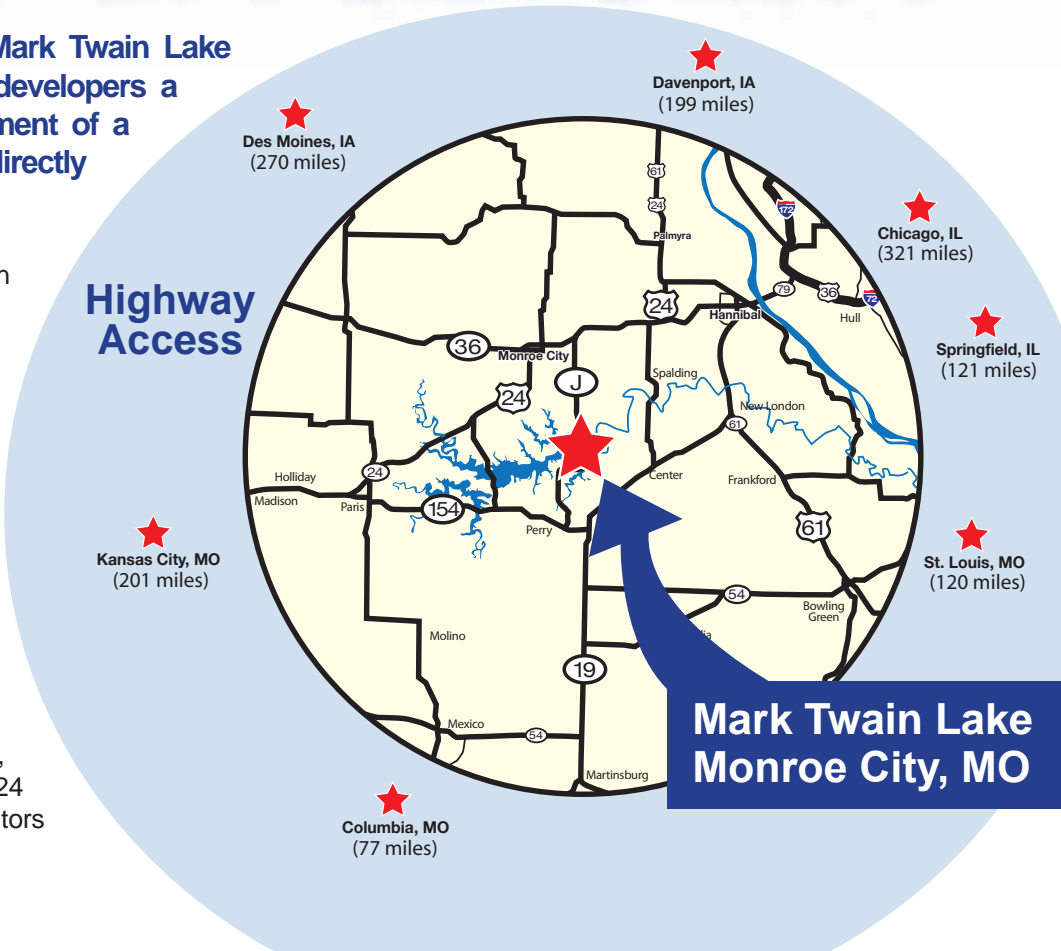 Mark Twain Lake
developers a
ment of a
directly
Davenport, IA
(199 miles)
Des Moines, IA
(270 miles)
Chicago, IL
(321 miles)
Springfield, IL
(121 miles)
Highway
Access
61
24
Palmyra
172
79
36
72
24
Hannibal
Hull
36
Monroe City
J
24
Spalding
New London
61
24
Holliday
Madison
Paris
154
Perry
Center
Frankford
61
Kansas City, MO
(201 miles)
St. Louis, MO
(120 miles)
54
Bowling
Green
Molino
19
Mexico
54
Martinsburg
Mark Twain Lake
Monroe City, MO
24
tors
Columbia, MO
(77 miles)